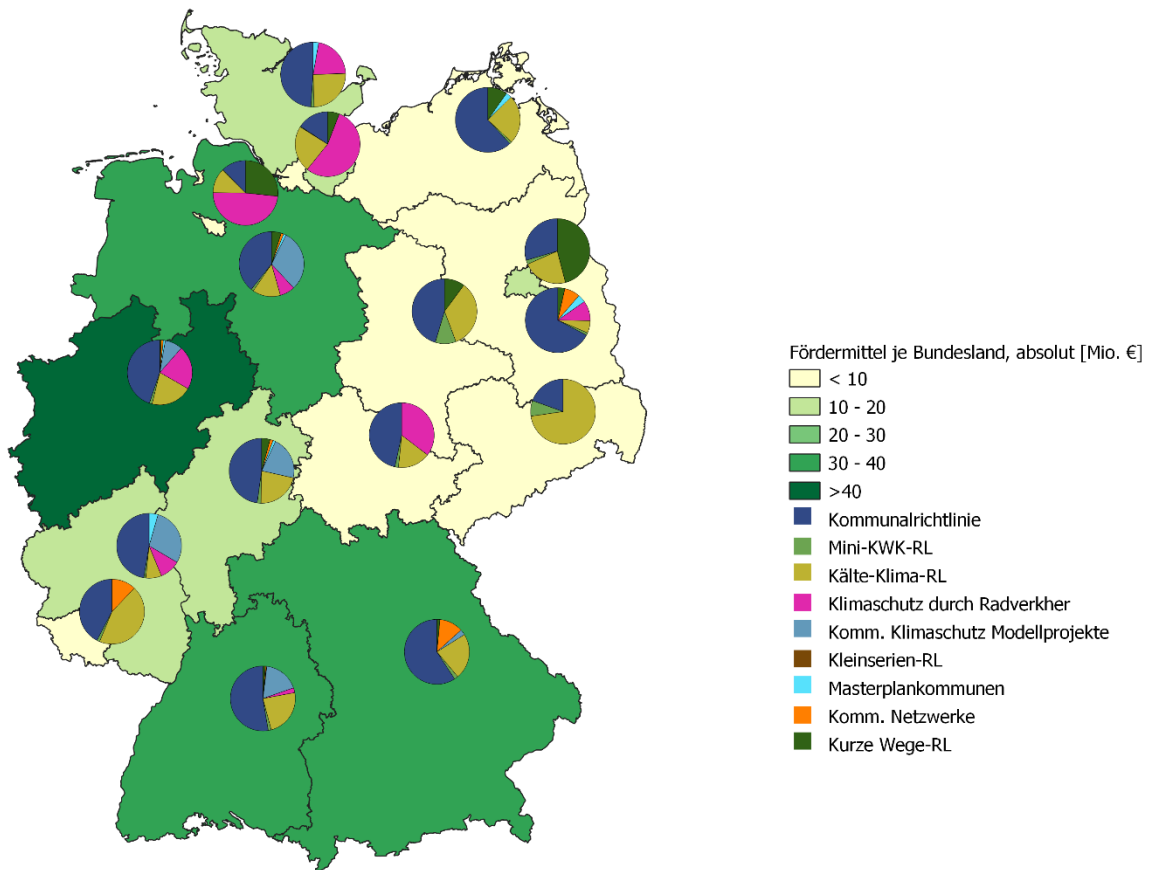 Fördermittel je Bundesland, absolut [Mio. €]
< 10
10 - 20
20 - 30
30 - 40
>40
Kommunalrichtlinie
Mini-KWK-RL
Kälte-Klima-RL
Klimaschutz durch Radverkher
Komm. Klimaschutz Modellprojekte
Kleinserien-RL
Masterplankommunen
Komm. Netzwerke
Kurze Wege-RL